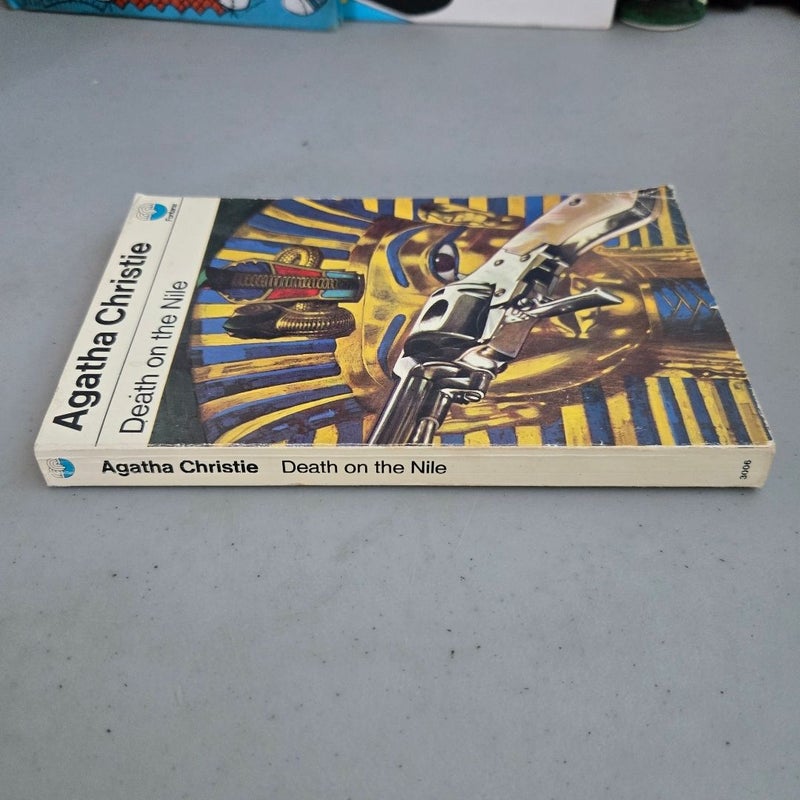 Fontana
Agatha Christie
Death on the Nile
Agatha Christie Death on the Nile 3006